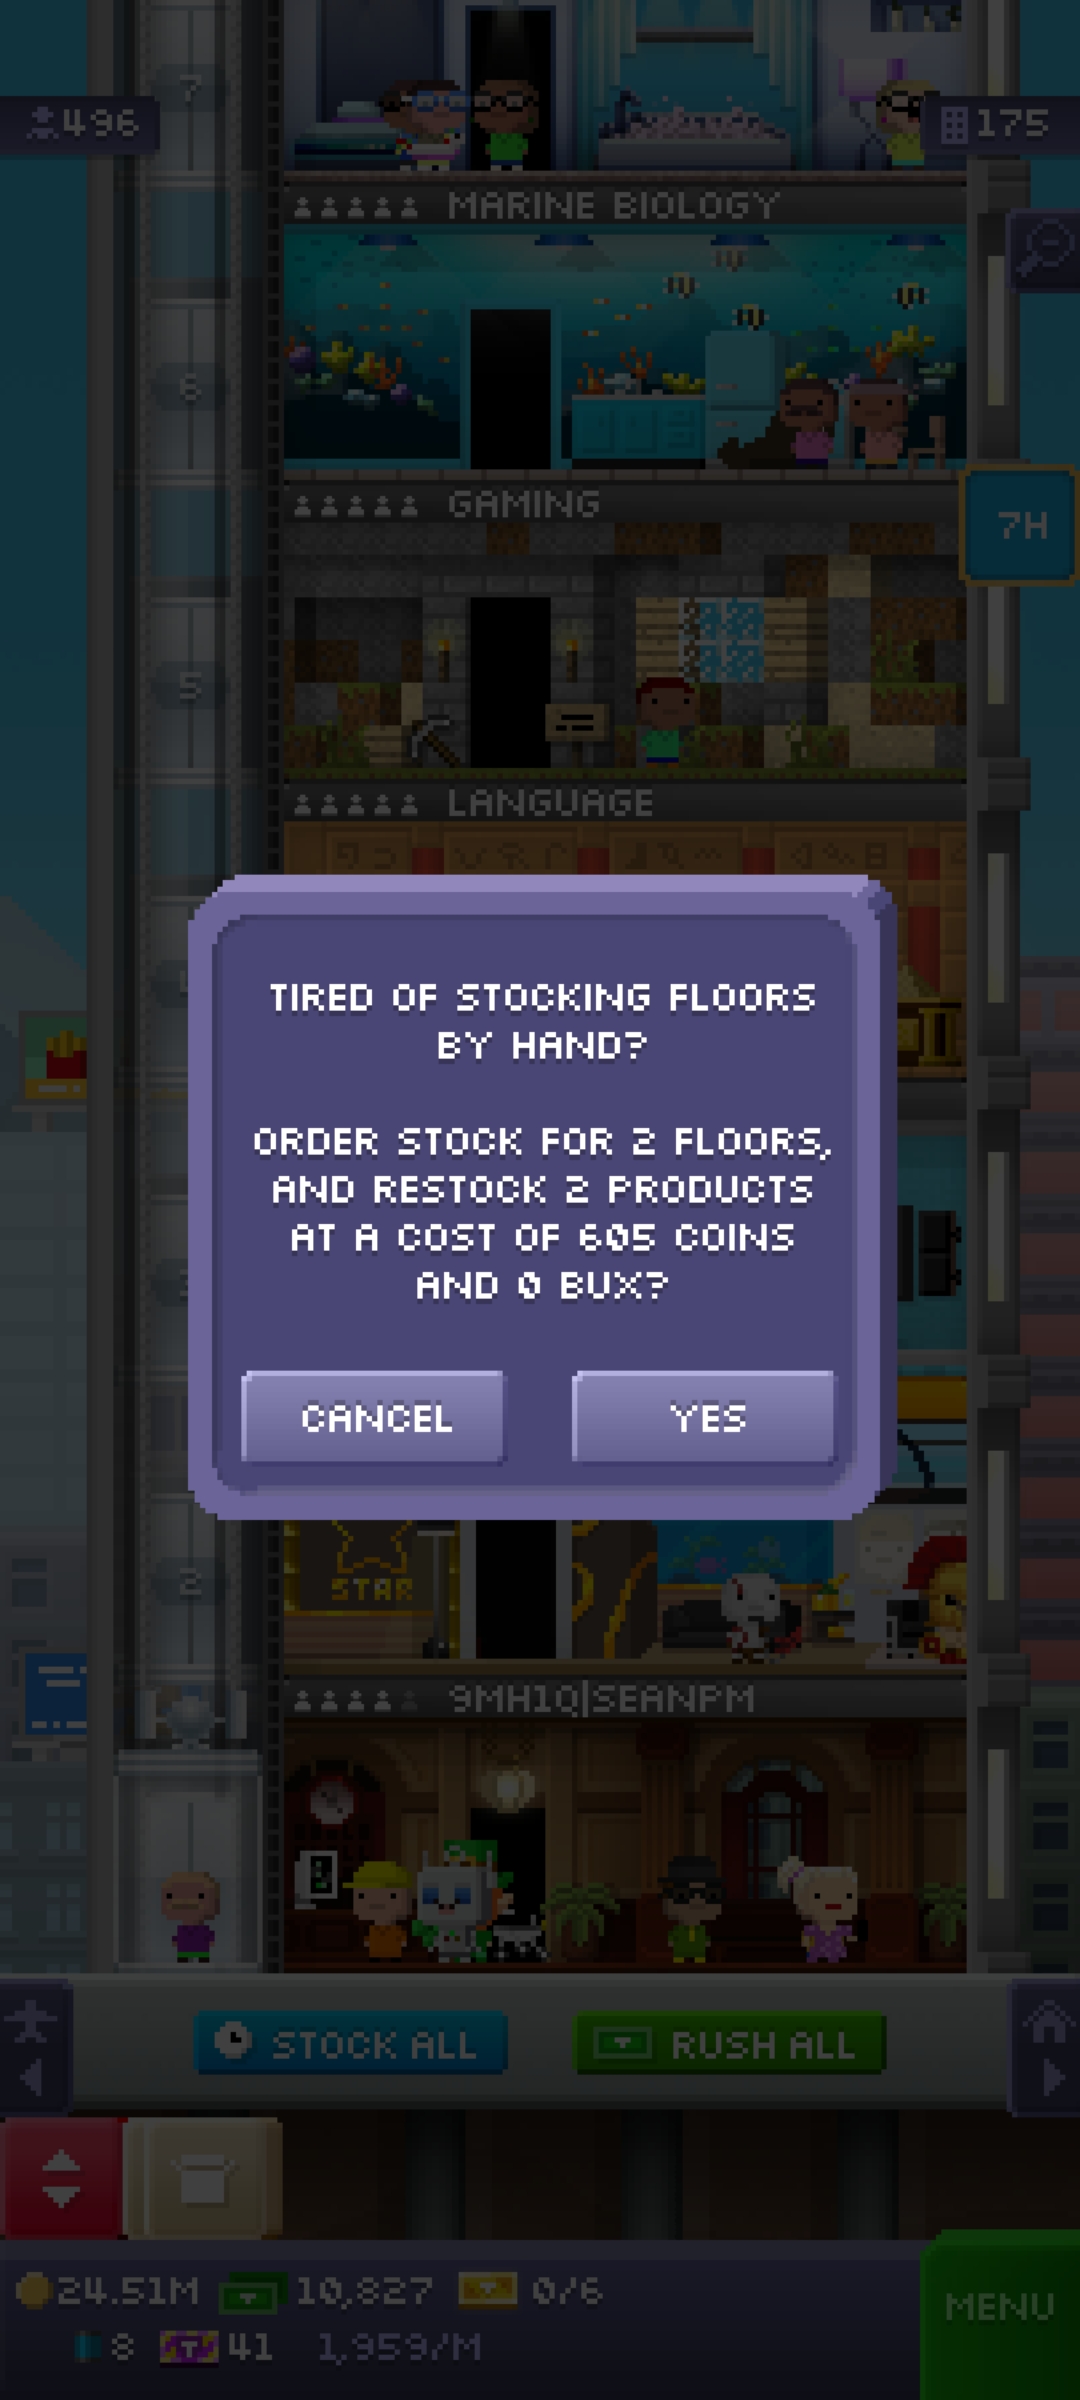 7
496
175
MARINE BIOLOGY
6
GAMING
7H
5
LANGUAGE
TIRED OF STOCKING FLOORS
BY HAND?
ORDER STOCK FOR 2 FLOORS,
AND RESTOCK 2 PRODUCTS
AT A COST OF 605 COINS
AND 0 BUX?
CANCEL
YES
2
STAR
9MH1Q|SEANPM
STOCK ALL
RUSH ALL
24.51M
10,827
0/6
MENU
8
41
1,959/M